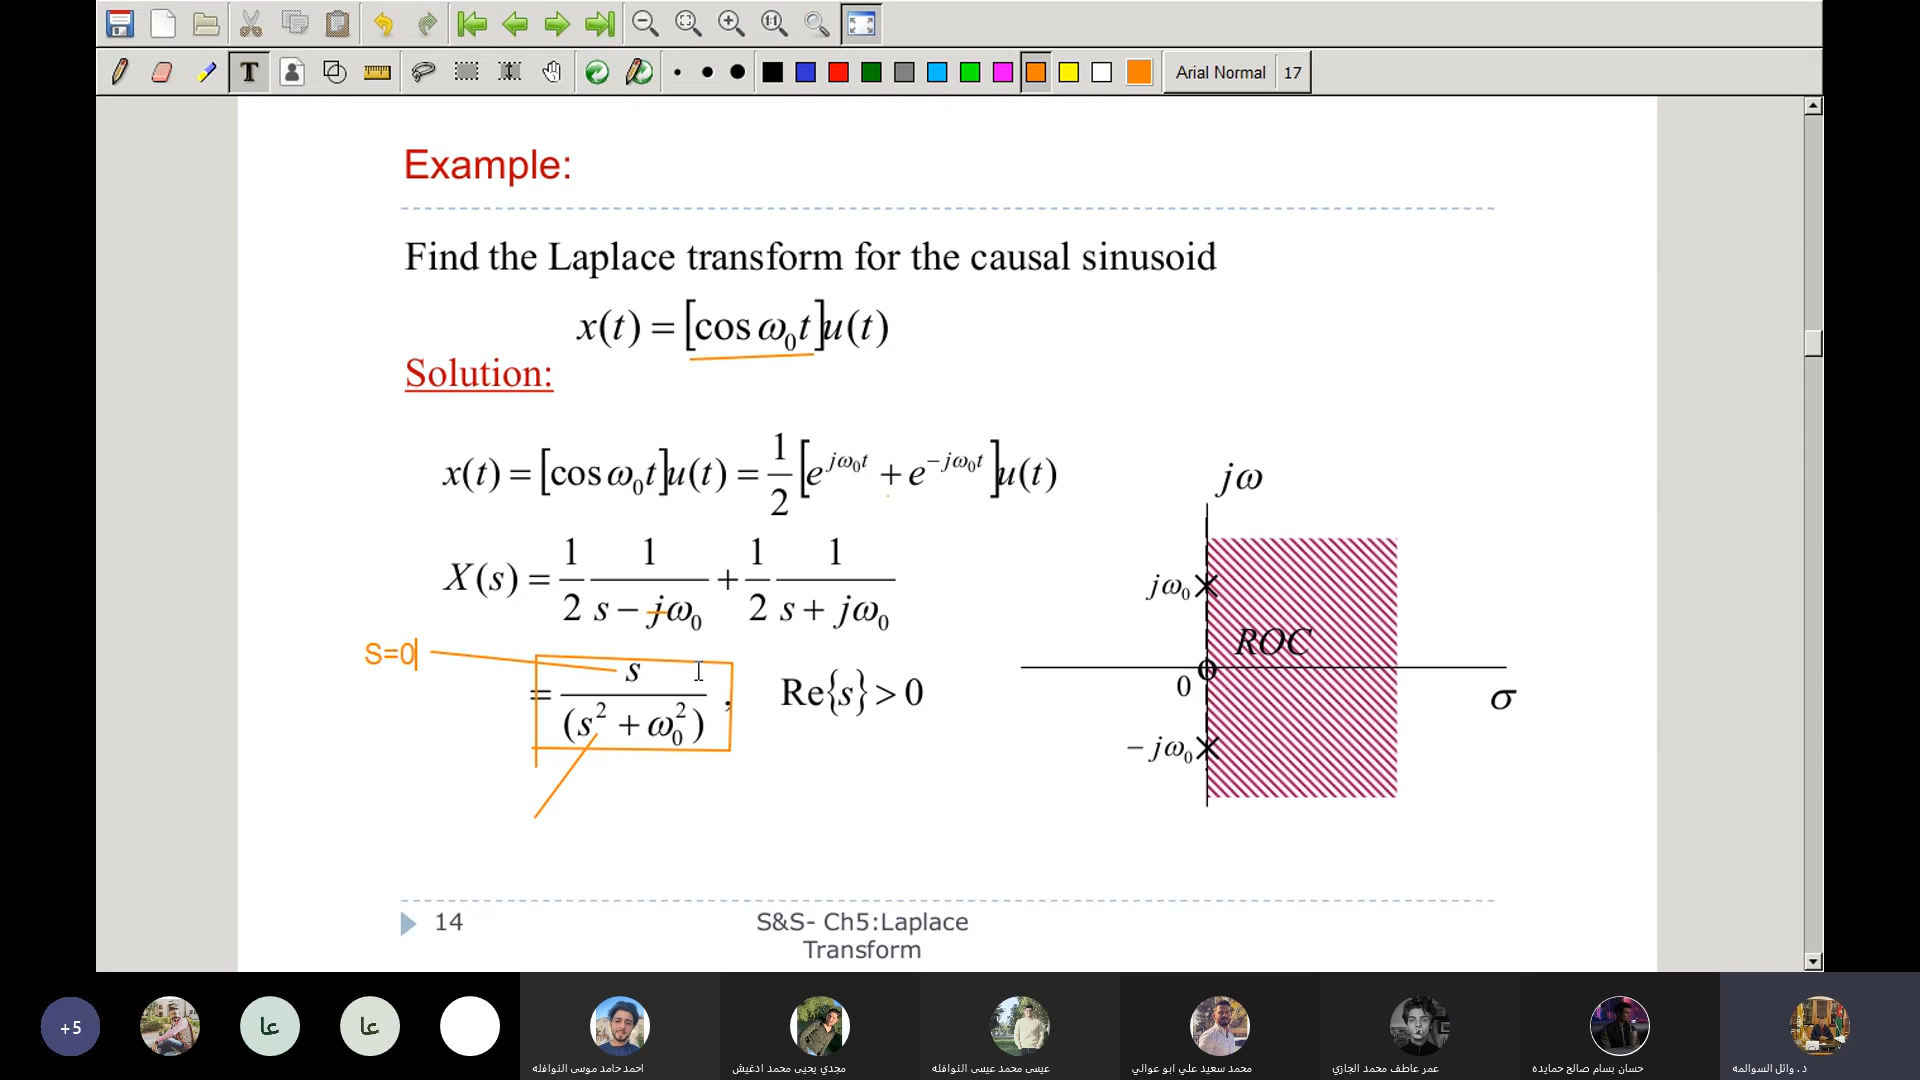 T
1:1
Arial Normal 17
Example:
Find the Laplace transform for the causal sinusoid
x(t) = [cos ω₀t]u(t)
Solution:
x(t) = [cos ω₀t]u(t) = 1/2 [e^{jω₀t} + e^{-jω₀t}]u(t)
X(s) = 1/2 1/(s − jω₀) + 1/2 1/(s + jω₀)
S=0
= s/(s² + ω₀²) , Re{s} > 0
jω
jω₀
ROC
0
σ
− jω₀
14
S&S- Ch5:Laplace
Transform
+5
عا
عا
احمد حامد موسى النوافله
مجدي يحيى محمد ادغيش
عيسى محمد عيسى النوافله
محمد سعيد علي ابو عوالي
عمر عاطف محمد الجازي
حسان بسام صالح حمايده
د. وائل السوالمه